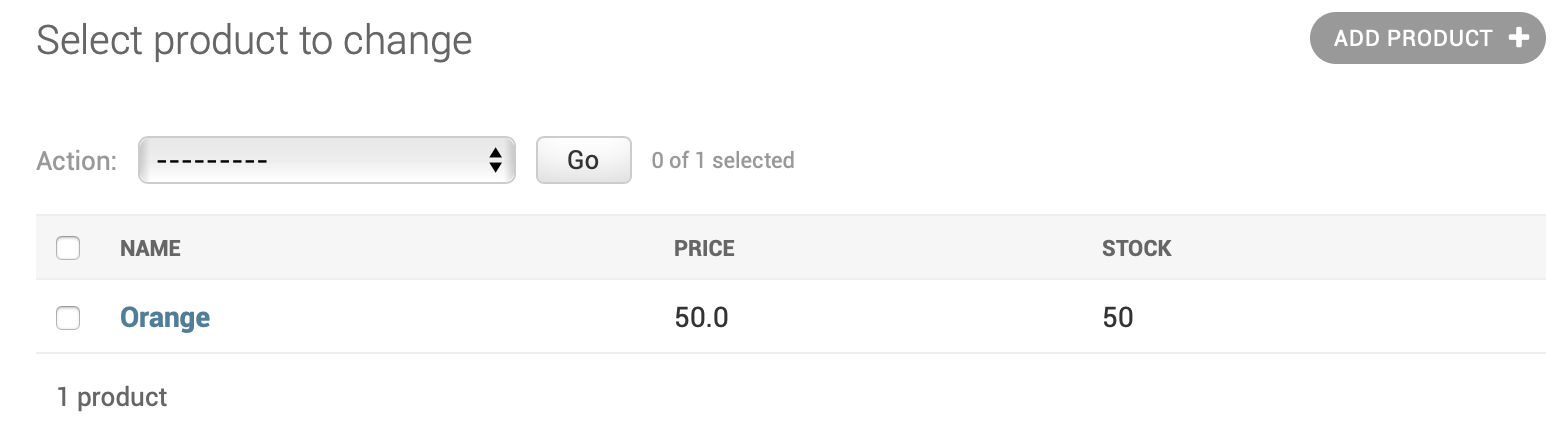 Select product to change
ADD PRODUCT +
Action: --------- Go 0 of 1 selected
NAME PRICE STOCK
Orange 50.0 50
1 product